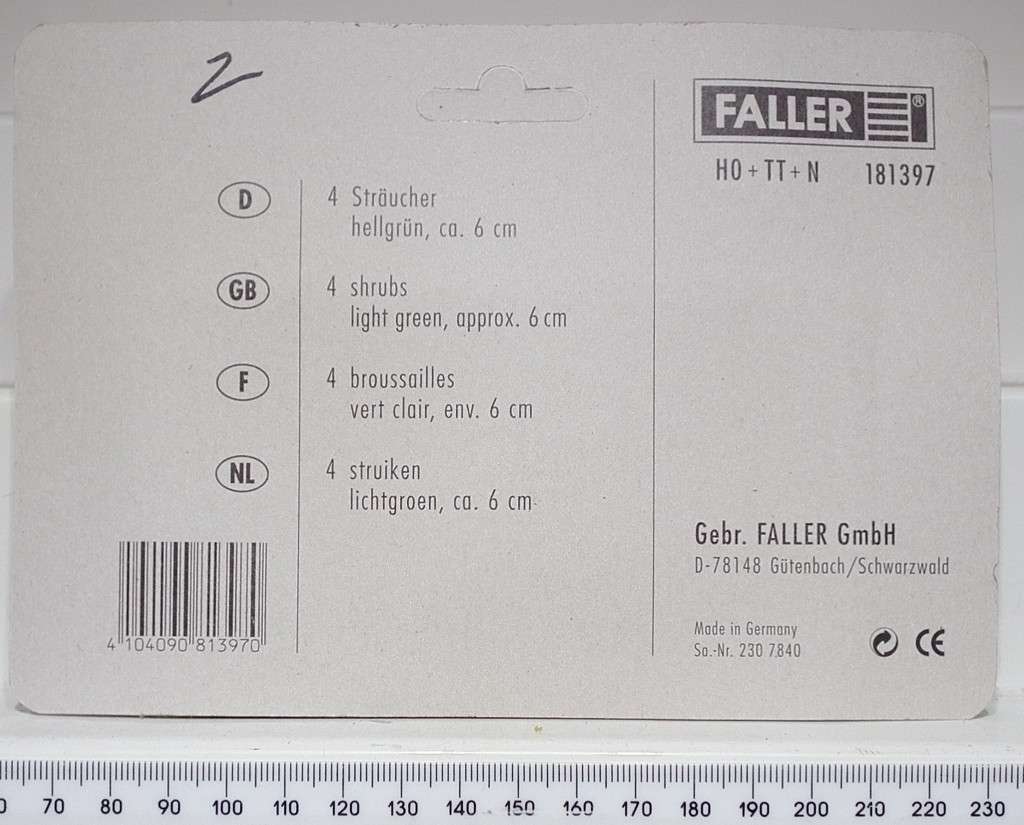 2
FALLER ®
H0 + TT + N 181397
D
4 Sträucher
hellgrün, ca. 6 cm
GB
4 shrubs
light green, approx. 6 cm
F
4 broussailles
vert clair, env. 6 cm
NL
4 struiken
lichtgroen, ca. 6 cm
4 104090 813970
Gebr. FALLER GmbH
D-78148 Gütenbach/Schwarzwald
Made in Germany
Sa.-Nr. 230 7840
CE
0 70 80 90 100 110 120 130 140 150 160 170 180 190 200 210 220 230